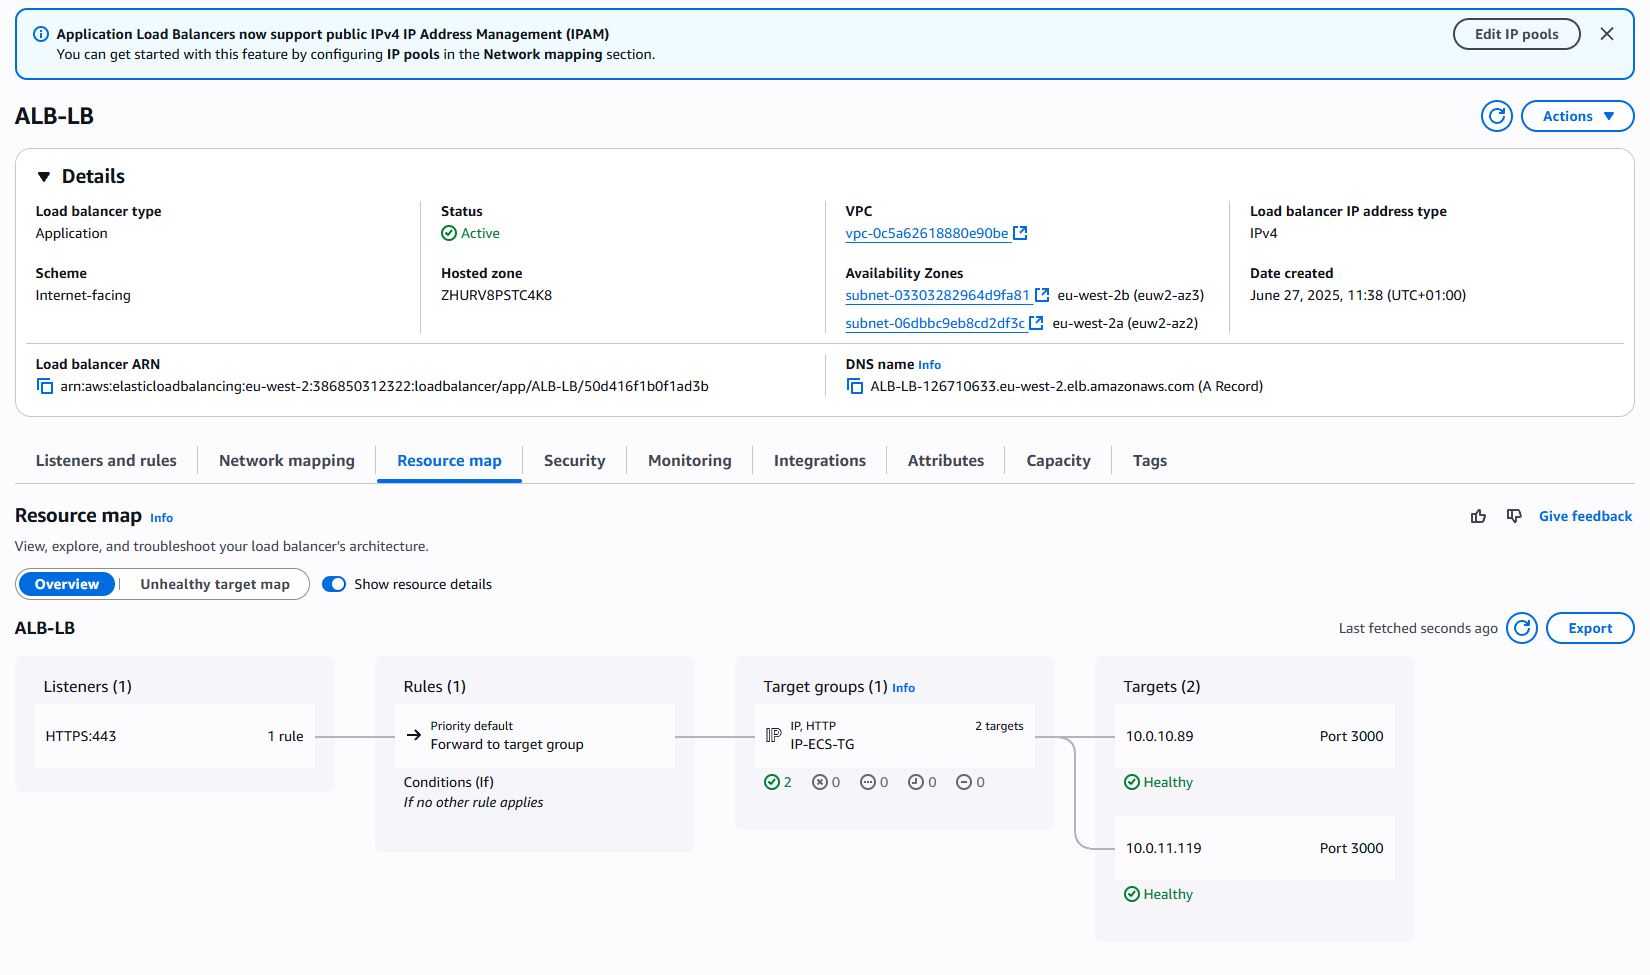 Application Load Balancers now support public IPv4 IP Address Management (IPAM)
You can get started with this feature by configuring IP pools in the Network mapping section.
Edit IP pools
ALB-LB
Actions
Details
Load balancer type
Application
Status
Active
VPC
vpc-0c5a62618880e90be
Load balancer IP address type
IPv4
Scheme
Internet-facing
Hosted zone
ZHURV8PSTC4K8
Availability Zones
subnet-03303282964d9fa81 eu-west-2b (euw2-az3)
subnet-06dbbc9eb8cd2df3c eu-west-2a (euw2-az2)
Date created
June 27, 2025, 11:38 (UTC+01:00)
Load balancer ARN
arn:aws:elasticloadbalancing:eu-west-2:386850312322:loadbalancer/app/ALB-LB/50d416f1b0f1ad3b
DNS name Info
ALB-LB-126710633.eu-west-2.elb.amazonaws.com (A Record)
Listeners and rules
Network mapping
Resource map
Security
Monitoring
Integrations
Attributes
Capacity
Tags
Resource map Info
Give feedback
View, explore, and troubleshoot your load balancer's architecture.
Overview
Unhealthy target map
Show resource details
ALB-LB
Last fetched seconds ago
Export
Listeners (1)
HTTPS:443 1 rule
Rules (1)
Priority default
Forward to target group
Conditions (If)
If no other rule applies
Target groups (1) Info
IP IP, HTTP 2 targets
IP-ECS-TG
2 0 0 0 0
Targets (2)
10.0.10.89 Port 3000
Healthy
10.0.11.119 Port 3000
Healthy